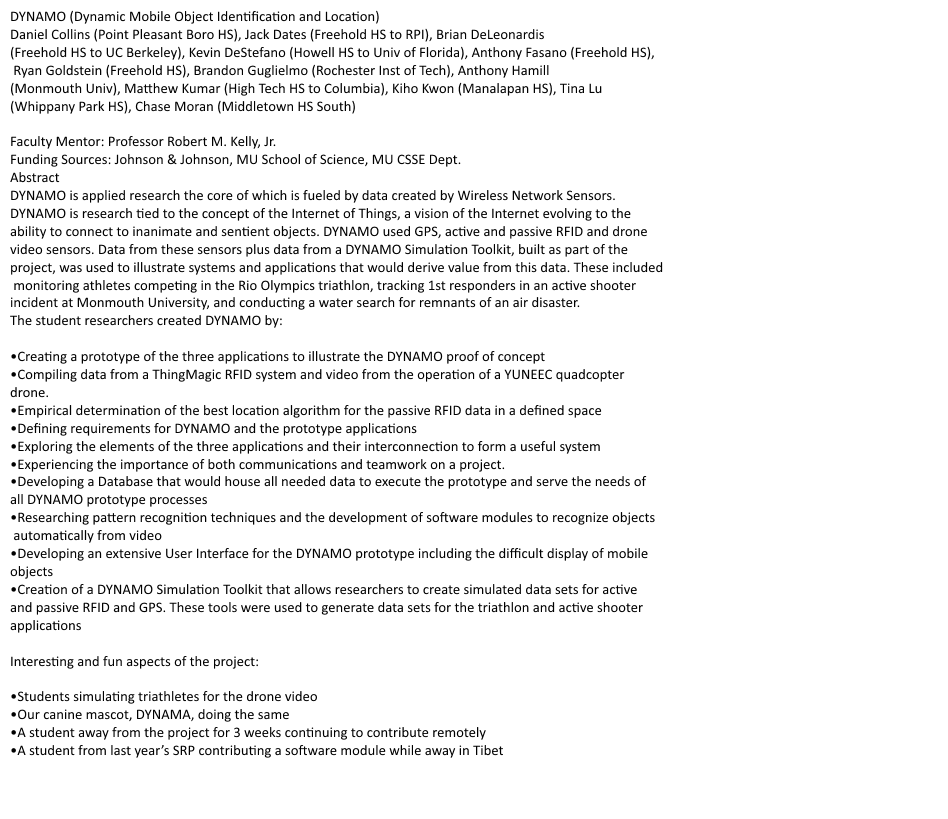 DYNAMO (Dynamic Mobile Object Identification and Location)
Daniel Collins (Point Pleasant Boro HS), Jack Dates (Freehold HS to RPI), Brian DeLeonardis
(Freehold HS to UC Berkeley), Kevin DeStefano (Howell HS to Univ of Florida), Anthony Fasano (Freehold HS),
Ryan Goldstein (Freehold HS), Brandon Guglielmo (Rochester Inst of Tech), Anthony Hamill
(Monmouth Univ), Matthew Kumar (High Tech HS to Columbia), Kiho Kwon (Manalapan HS), Tina Lu
(Whippany Park HS), Chase Moran (Middletown HS South)

Faculty Mentor: Professor Robert M. Kelly, Jr.
Funding Sources: Johnson & Johnson, MU School of Science, MU CSSE Dept.
Abstract
DYNAMO is applied research the core of which is fueled by data created by Wireless Network Sensors.
DYNAMO is research tied to the concept of the Internet of Things, a vision of the Internet evolving to the
ability to connect to inanimate and sentient objects. DYNAMO used GPS, active and passive RFID and drone
video sensors. Data from these sensors plus data from a DYNAMO Simulation Toolkit, built as part of the
project, was used to illustrate systems and applications that would derive value from this data. These included
monitoring athletes competing in the Rio Olympics triathlon, tracking 1st responders in an active shooter
incident at Monmouth University, and conducting a water search for remnants of an air disaster.
The student researchers created DYNAMO by:

•Creating a prototype of the three applications to illustrate the DYNAMO proof of concept
•Compiling data from a ThingMagic RFID system and video from the operation of a YUNEEC quadcopter
drone.
•Empirical determination of the best location algorithm for the passive RFID data in a defined space
•Defining requirements for DYNAMO and the prototype applications
•Exploring the elements of the three applications and their interconnection to form a useful system
•Experiencing the importance of both communications and teamwork on a project.
•Developing a Database that would house all needed data to execute the prototype and serve the needs of
all DYNAMO prototype processes
•Researching pattern recognition techniques and the development of software modules to recognize objects
automatically from video
•Developing an extensive User Interface for the DYNAMO prototype including the difficult display of mobile
objects
•Creation of a DYNAMO Simulation Toolkit that allows researchers to create simulated data sets for active
and passive RFID and GPS. These tools were used to generate data sets for the triathlon and active shooter
applications

Interesting and fun aspects of the project:

•Students simulating triathletes for the drone video
•Our canine mascot, DYNAMA, doing the same
•A student away from the project for 3 weeks continuing to contribute remotely
•A student from last year’s SRP contributing a software module while away in Tibet